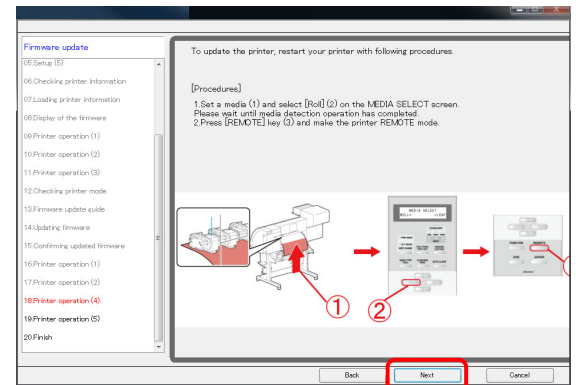 Firmware update
05.Setup (5)
06.Checking printer information
07.Loading printer information
08.Display of the firmware
09.Printer operation (1)
10.Printer operation (2)
11.Printer operation (3)
12.Checking printer mode
13.Firmware update guide
14.Updating firmware
15.Confirming updated firmware
16.Printer operation (1)
17.Printer operation (2)
18.Printer operation (4)
19.Printer operation (5)
20.Finish
To update the printer, restart your printer with following procedures.
[Procedures]
1.Set a media (1) and select [Roll] (2) on the MEDIA SELECT screen.
Please wait until media detection operation has completed.
2.Press [REMOTE] key (3) and make the printer REMOTE mode.
MEDIA SELECT
FUNCTION REMOTE
ENTER
①
②
Back Next Cancel